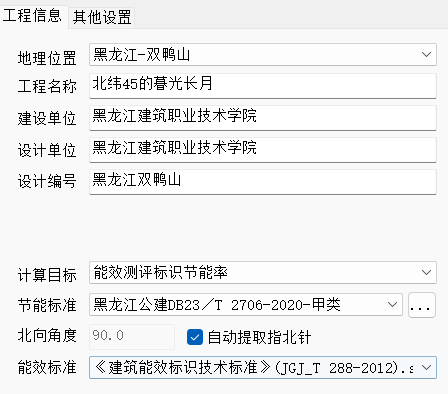 工程信息 其他设置
地理位置 黑龙江-双鸭山
工程名称 北纬45的暮光长月
建设单位 黑龙江建筑职业技术学院
设计单位 黑龙江建筑职业技术学院
设计编号 黑龙江双鸭山
计算目标 能效测评标识节能率
节能标准 黑龙江公建DB23／T 2706-2020-甲类 ...
北向角度 90.0 自动提取指北针
能效标准 《建筑能效标识技术标准》(JGJ_T 288-2012).s